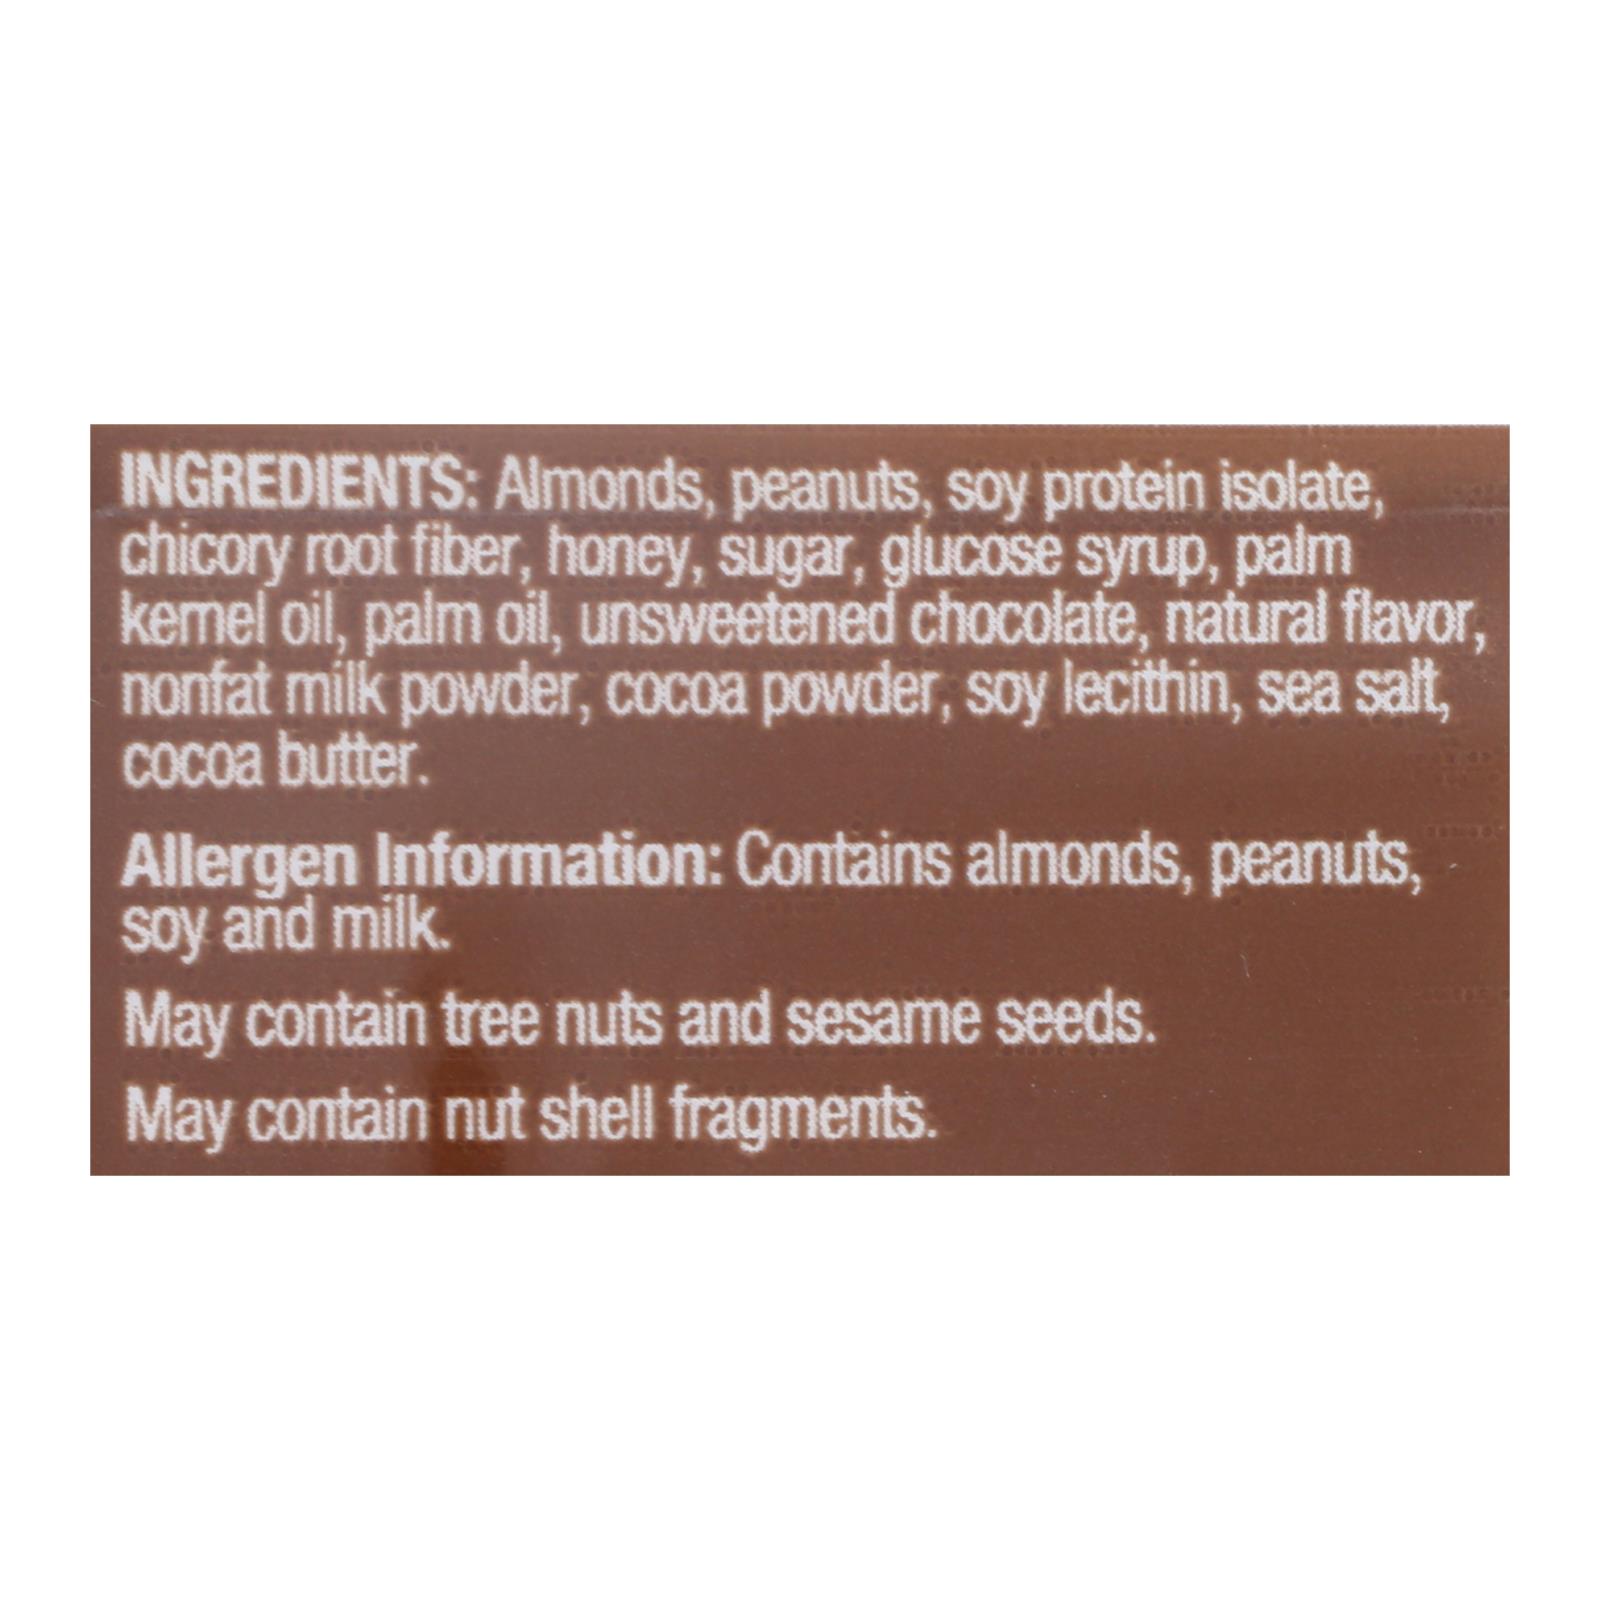 INGREDIENTS: Almonds, peanuts, soy protein isolate,
chicory root fiber, honey, sugar, glucose syrup, palm
kernel oil, palm oil, unsweetened chocolate, natural flavor,
nonfat milk powder, cocoa powder, soy lecithin, sea salt,
cocoa butter.
Allergen Information: Contains almonds, peanuts,
soy and milk.
May contain tree nuts and sesame seeds.
May contain nut shell fragments.